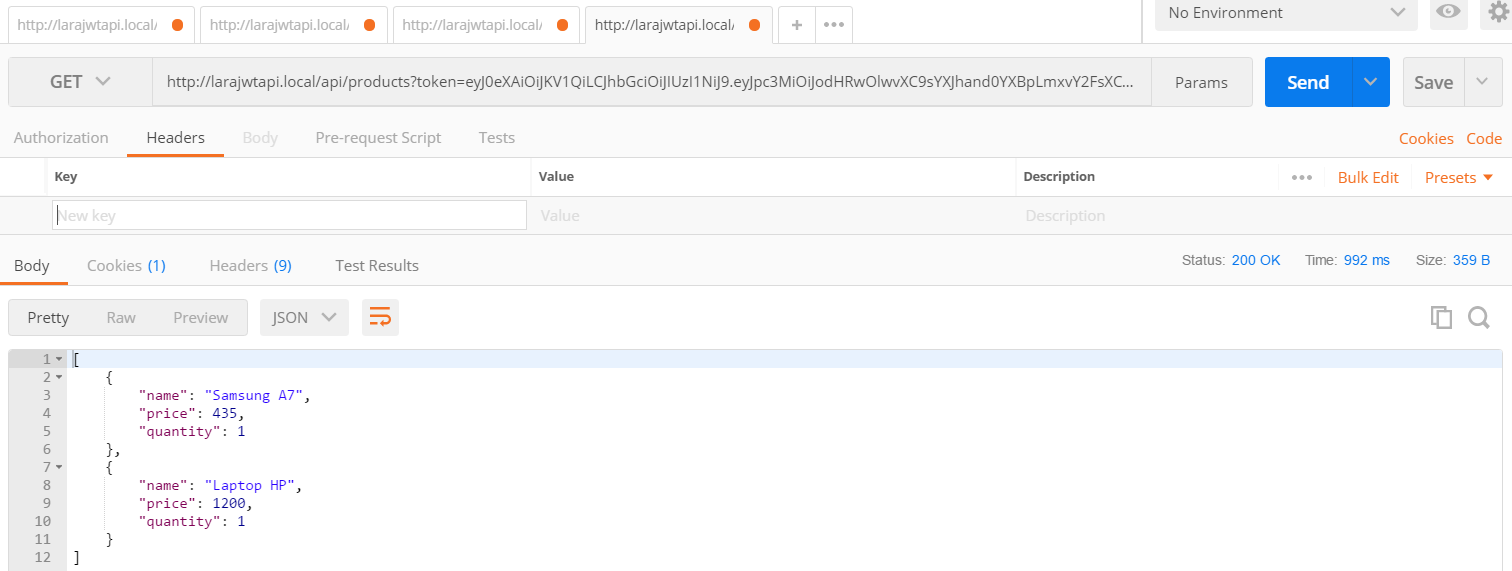 http://larajwtapi.local/ http://larajwtapi.local/ http://larajwtapi.local/ http://larajwtapi.local/ + ••• No Environment
GET http://larajwtapi.local/api/products?token=eyJ0eXAiOiJKV1QiLCJhbGciOiJIUzI1NiJ9.eyJpc3MiOiJodHRwOlwvXC9sYXJhand0YXBpLmxvY2FsXC... Params Send Save
Authorization Headers Body Pre-request Script Tests Cookies Code
Key Value Description ••• Bulk Edit Presets
New key Value Description
Body Cookies (1) Headers (9) Test Results Status: 200 OK Time: 992 ms Size: 359 B
Pretty Raw Preview JSON
1 [
2 {
3 "name": "Samsung A7",
4 "price": 435,
5 "quantity": 1
6 },
7 {
8 "name": "Laptop HP",
9 "price": 1200,
10 "quantity": 1
11 }
12 ]